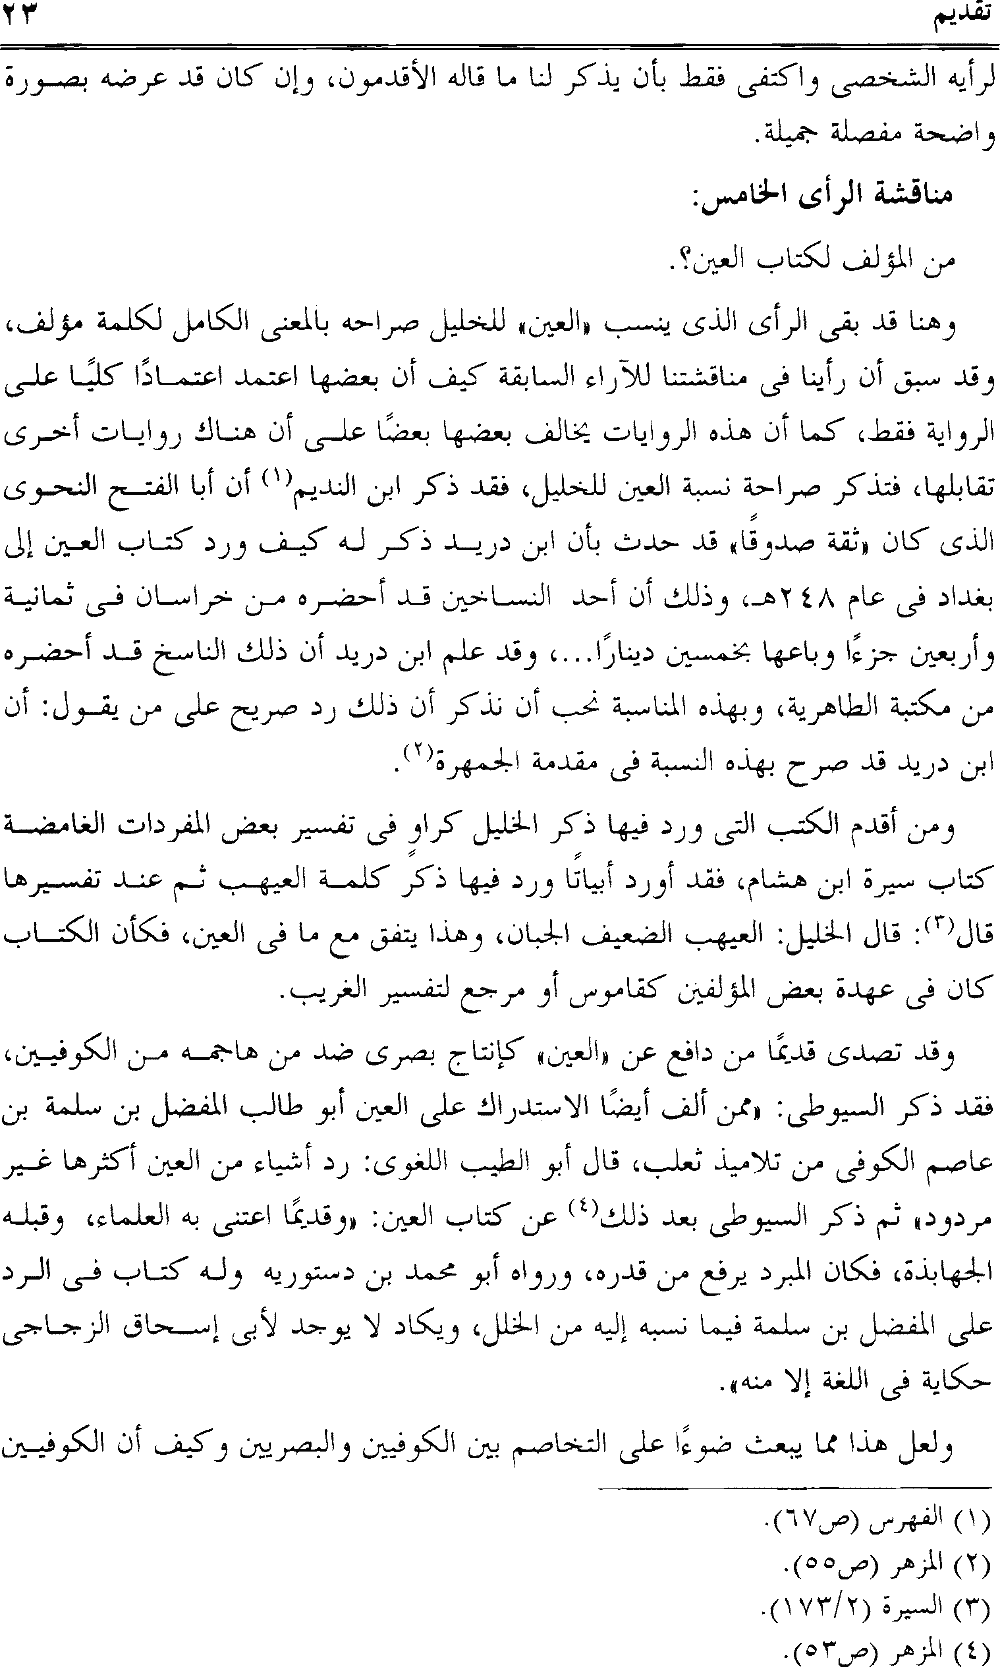 تقديم ٢٣
لرأيه الشخصى واكتفى فقط بأن يذكر لنا ما قاله الأقدمون، وإن كان قد عرضه بصورة
واضحة مفصلة جميلة.
مناقشة الرأى الخامس:
من المؤلف لكتاب العين؟.
وهنا قد بقى الرأى الذى ينسب «العين» للخليل صراحه بالمعنى الكامل لكلمة مؤلف،
وقد سبق أن رأينا فى مناقشتنا للآراء السابقة كيف أن بعضها اعتمد اعتمادًا كليًا على
الرواية فقط، كما أن هذه الروايات يخالف بعضها بعضًا على أن هناك روايات أخرى
تقابلها، فتذكر صراحة نسبة العين للخليل، فقد ذكر ابن النديم(١) أن أبا الفتح النحوى
الذى كان «ثقة صدوقًا» قد حدث بأن ابن دريد ذكر له كيف ورد كتاب العين إلى
بغداد فى عام ٢٤٨هـ، وذلك أن أحد النساخين قد أحضره من خراسان فى ثمانية
وأربعين جزءًا وباعها بخمسين دينارًا...، وقد علم ابن دريد أن ذلك الناسخ قد أحضره
من مكتبة الطاهرية، وبهذه المناسبة نحب أن نذكر أن ذلك رد صريح على من يقول: أن
ابن دريد قد صرح بهذه النسبة فى مقدمة الجمهرة(٢).
ومن أقدم الكتب التى ورد فيها ذكر الخليل كراوٍ فى تفسير بعض المفردات الغامضة
كتاب سيرة ابن هشام، فقد أورد أبياتًا ورد فيها ذكر كلمة العيهب ثم عند تفسيرها
قال(٣): قال الخليل: العيهب الضعيف الجبان، وهذا يتفق مع ما فى العين، فكأن الكتاب
كان فى عهدة بعض المؤلفين كقاموس أو مرجع لتفسير الغريب.
وقد تصدى قديمًا من دافع عن «العين» كإنتاج بصرى ضد من هاجمه من الكوفيين،
فقد ذكر السيوطى: «ممن ألف أيضًا الاستدراك على العين أبو طالب المفضل بن سلمة بن
عاصم الكوفى من تلاميذ ثعلب، قال أبو الطيب اللغوى: رد أشياء من العين أكثرها غير
مردود» ثم ذكر السيوطى بعد ذلك(٤) عن كتاب العين: «وقديمًا اعتنى به العلماء، وقبله
الجهابذة، فكان المبرد يرفع من قدره، ورواه أبو محمد بن دستوريه وله كتاب فى الرد
على المفضل بن سلمة فيما نسبه إليه من الخلل، ويكاد لا يوجد لأبى إسحاق الزجاجى
حكاية فى اللغة إلا منه».
ولعل هذا مما يبعث ضوءًا على التخاصم بين الكوفيين والبصريين وكيف أن الكوفيين
(١) الفهرس (ص٦٧).
(٢) المزهر (ص٥٥).
(٣) السيرة (١٧٣/٢).
(٤) المزهر (ص٥٣).